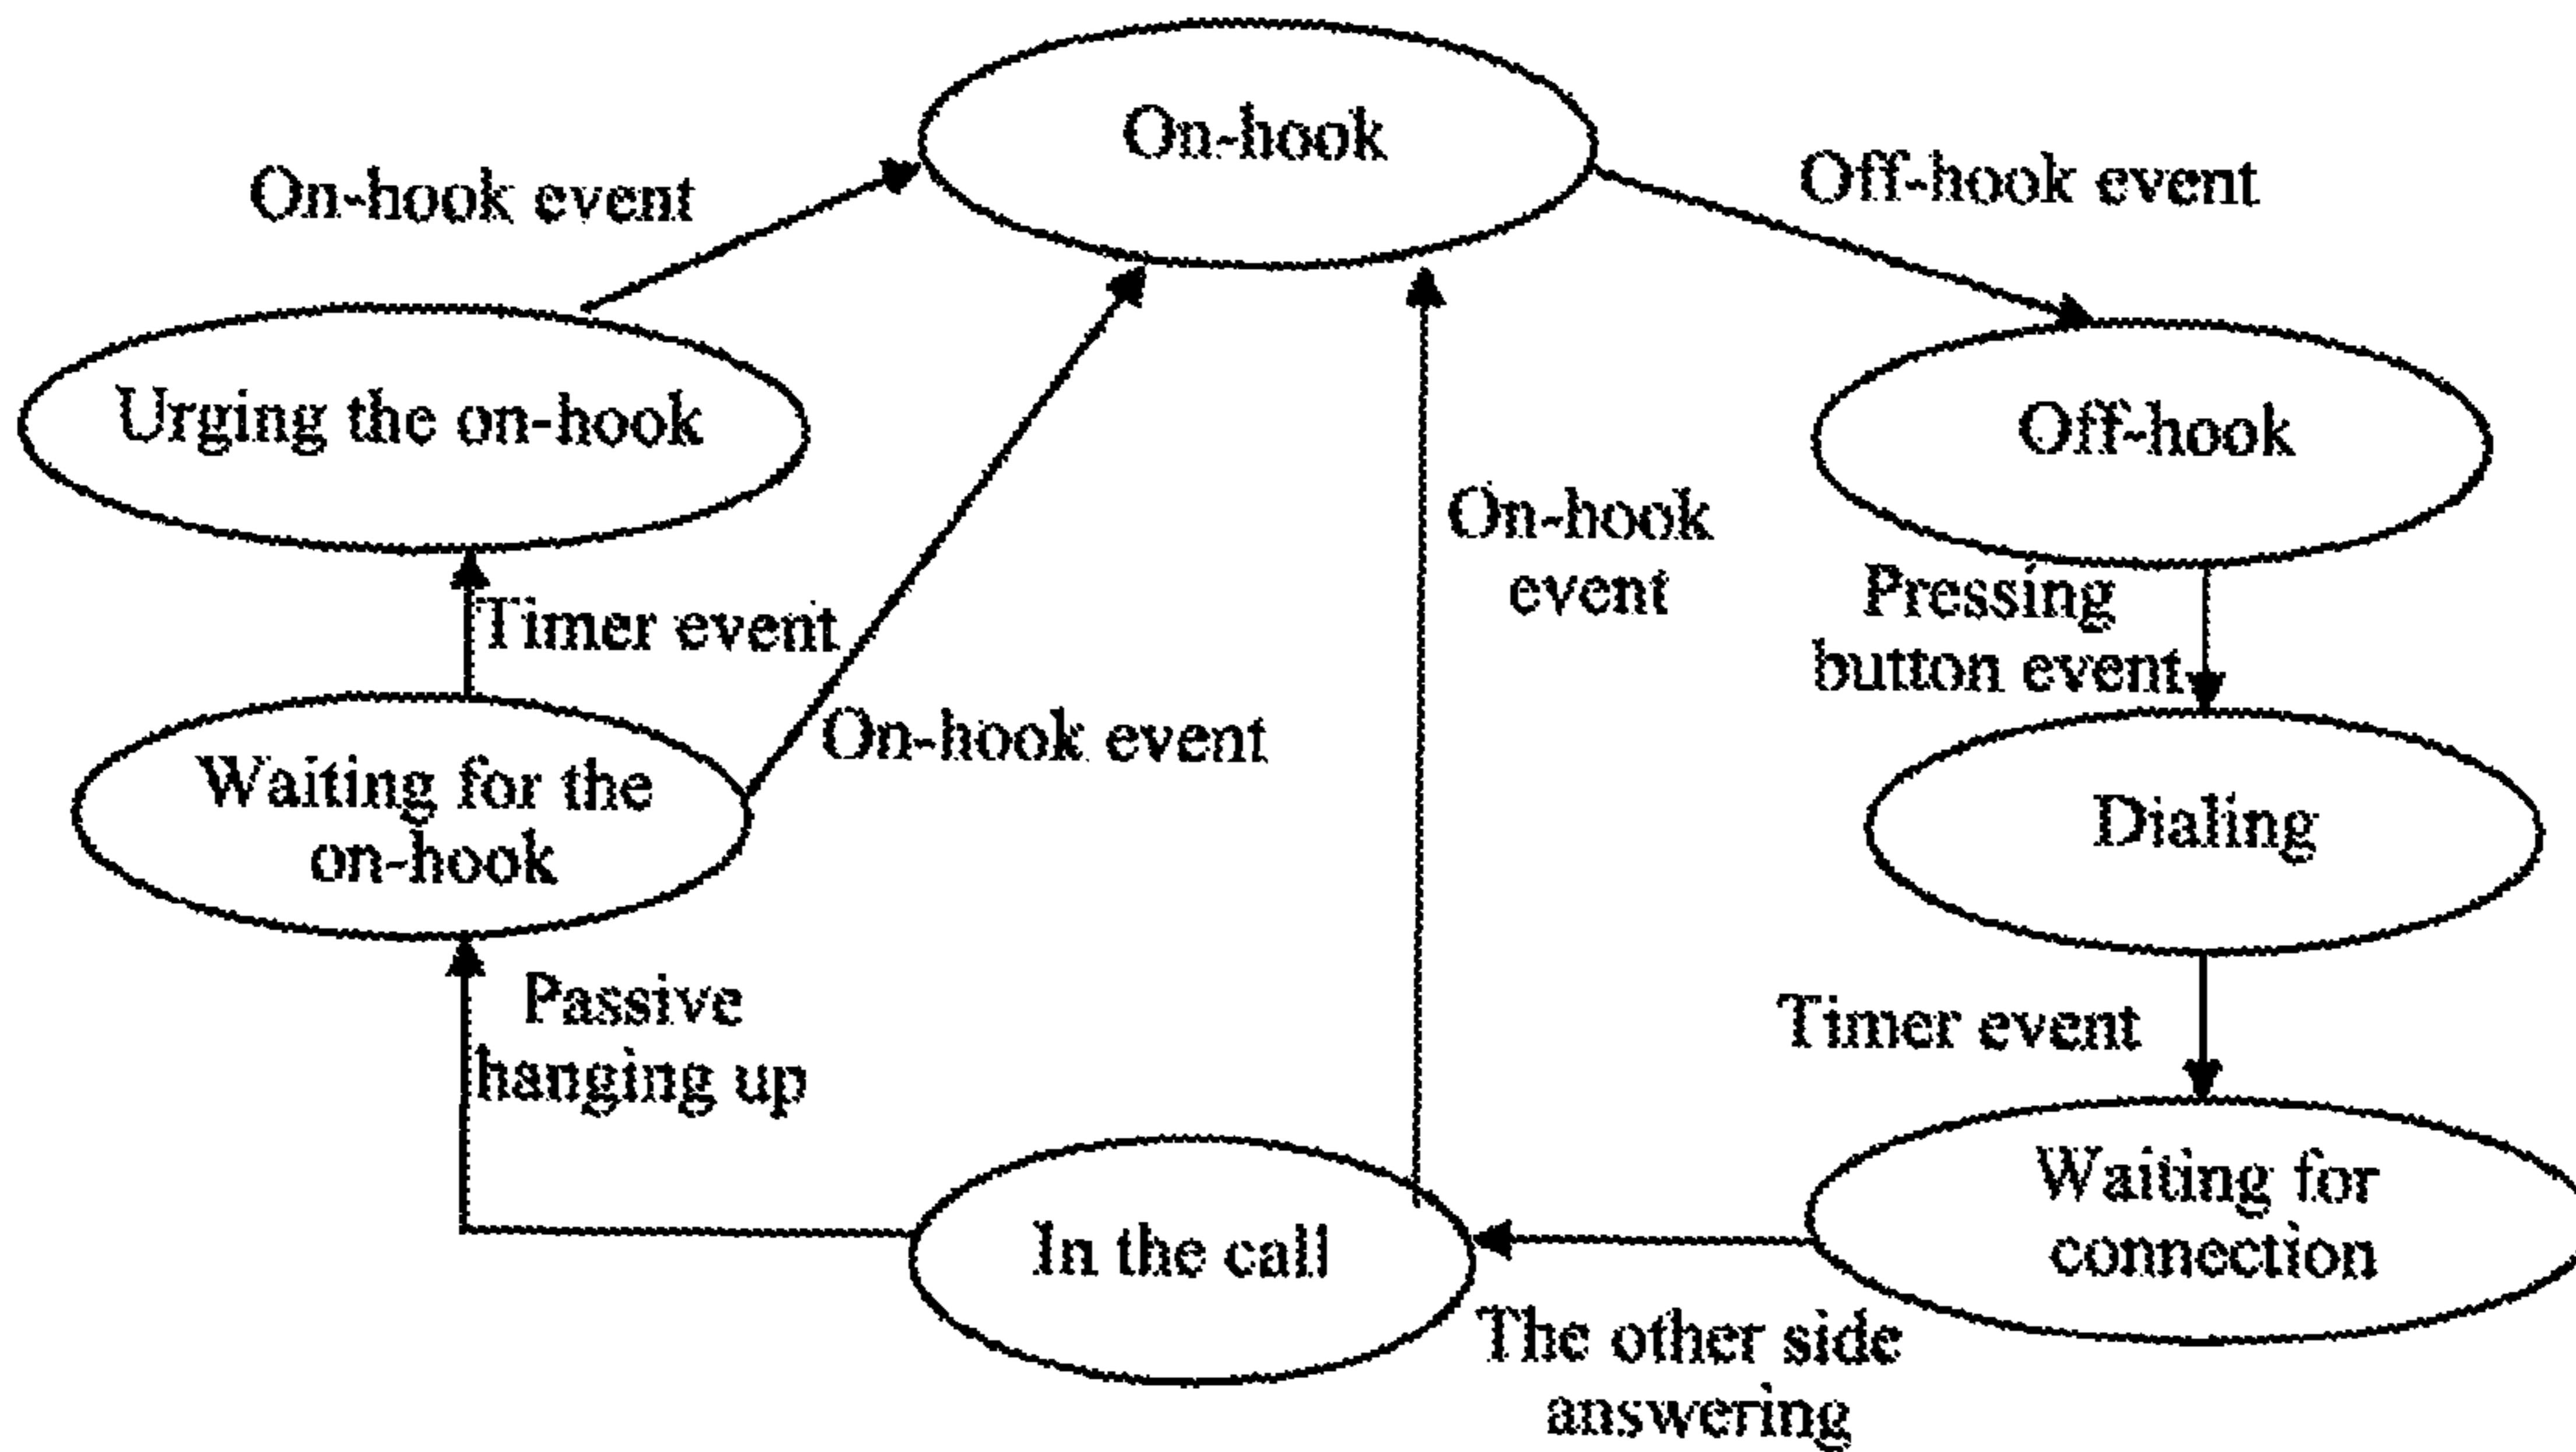 On-hook
On-hook event
Off-hook event
Urging the on-hook
Off-hook
On-hook
event
Pressing
button event
Timer event
On-hook event
Waiting for the
on-hook
Dialing
Passive
hanging up
Timer event
Waiting for
connection
In the call
The other side
answering